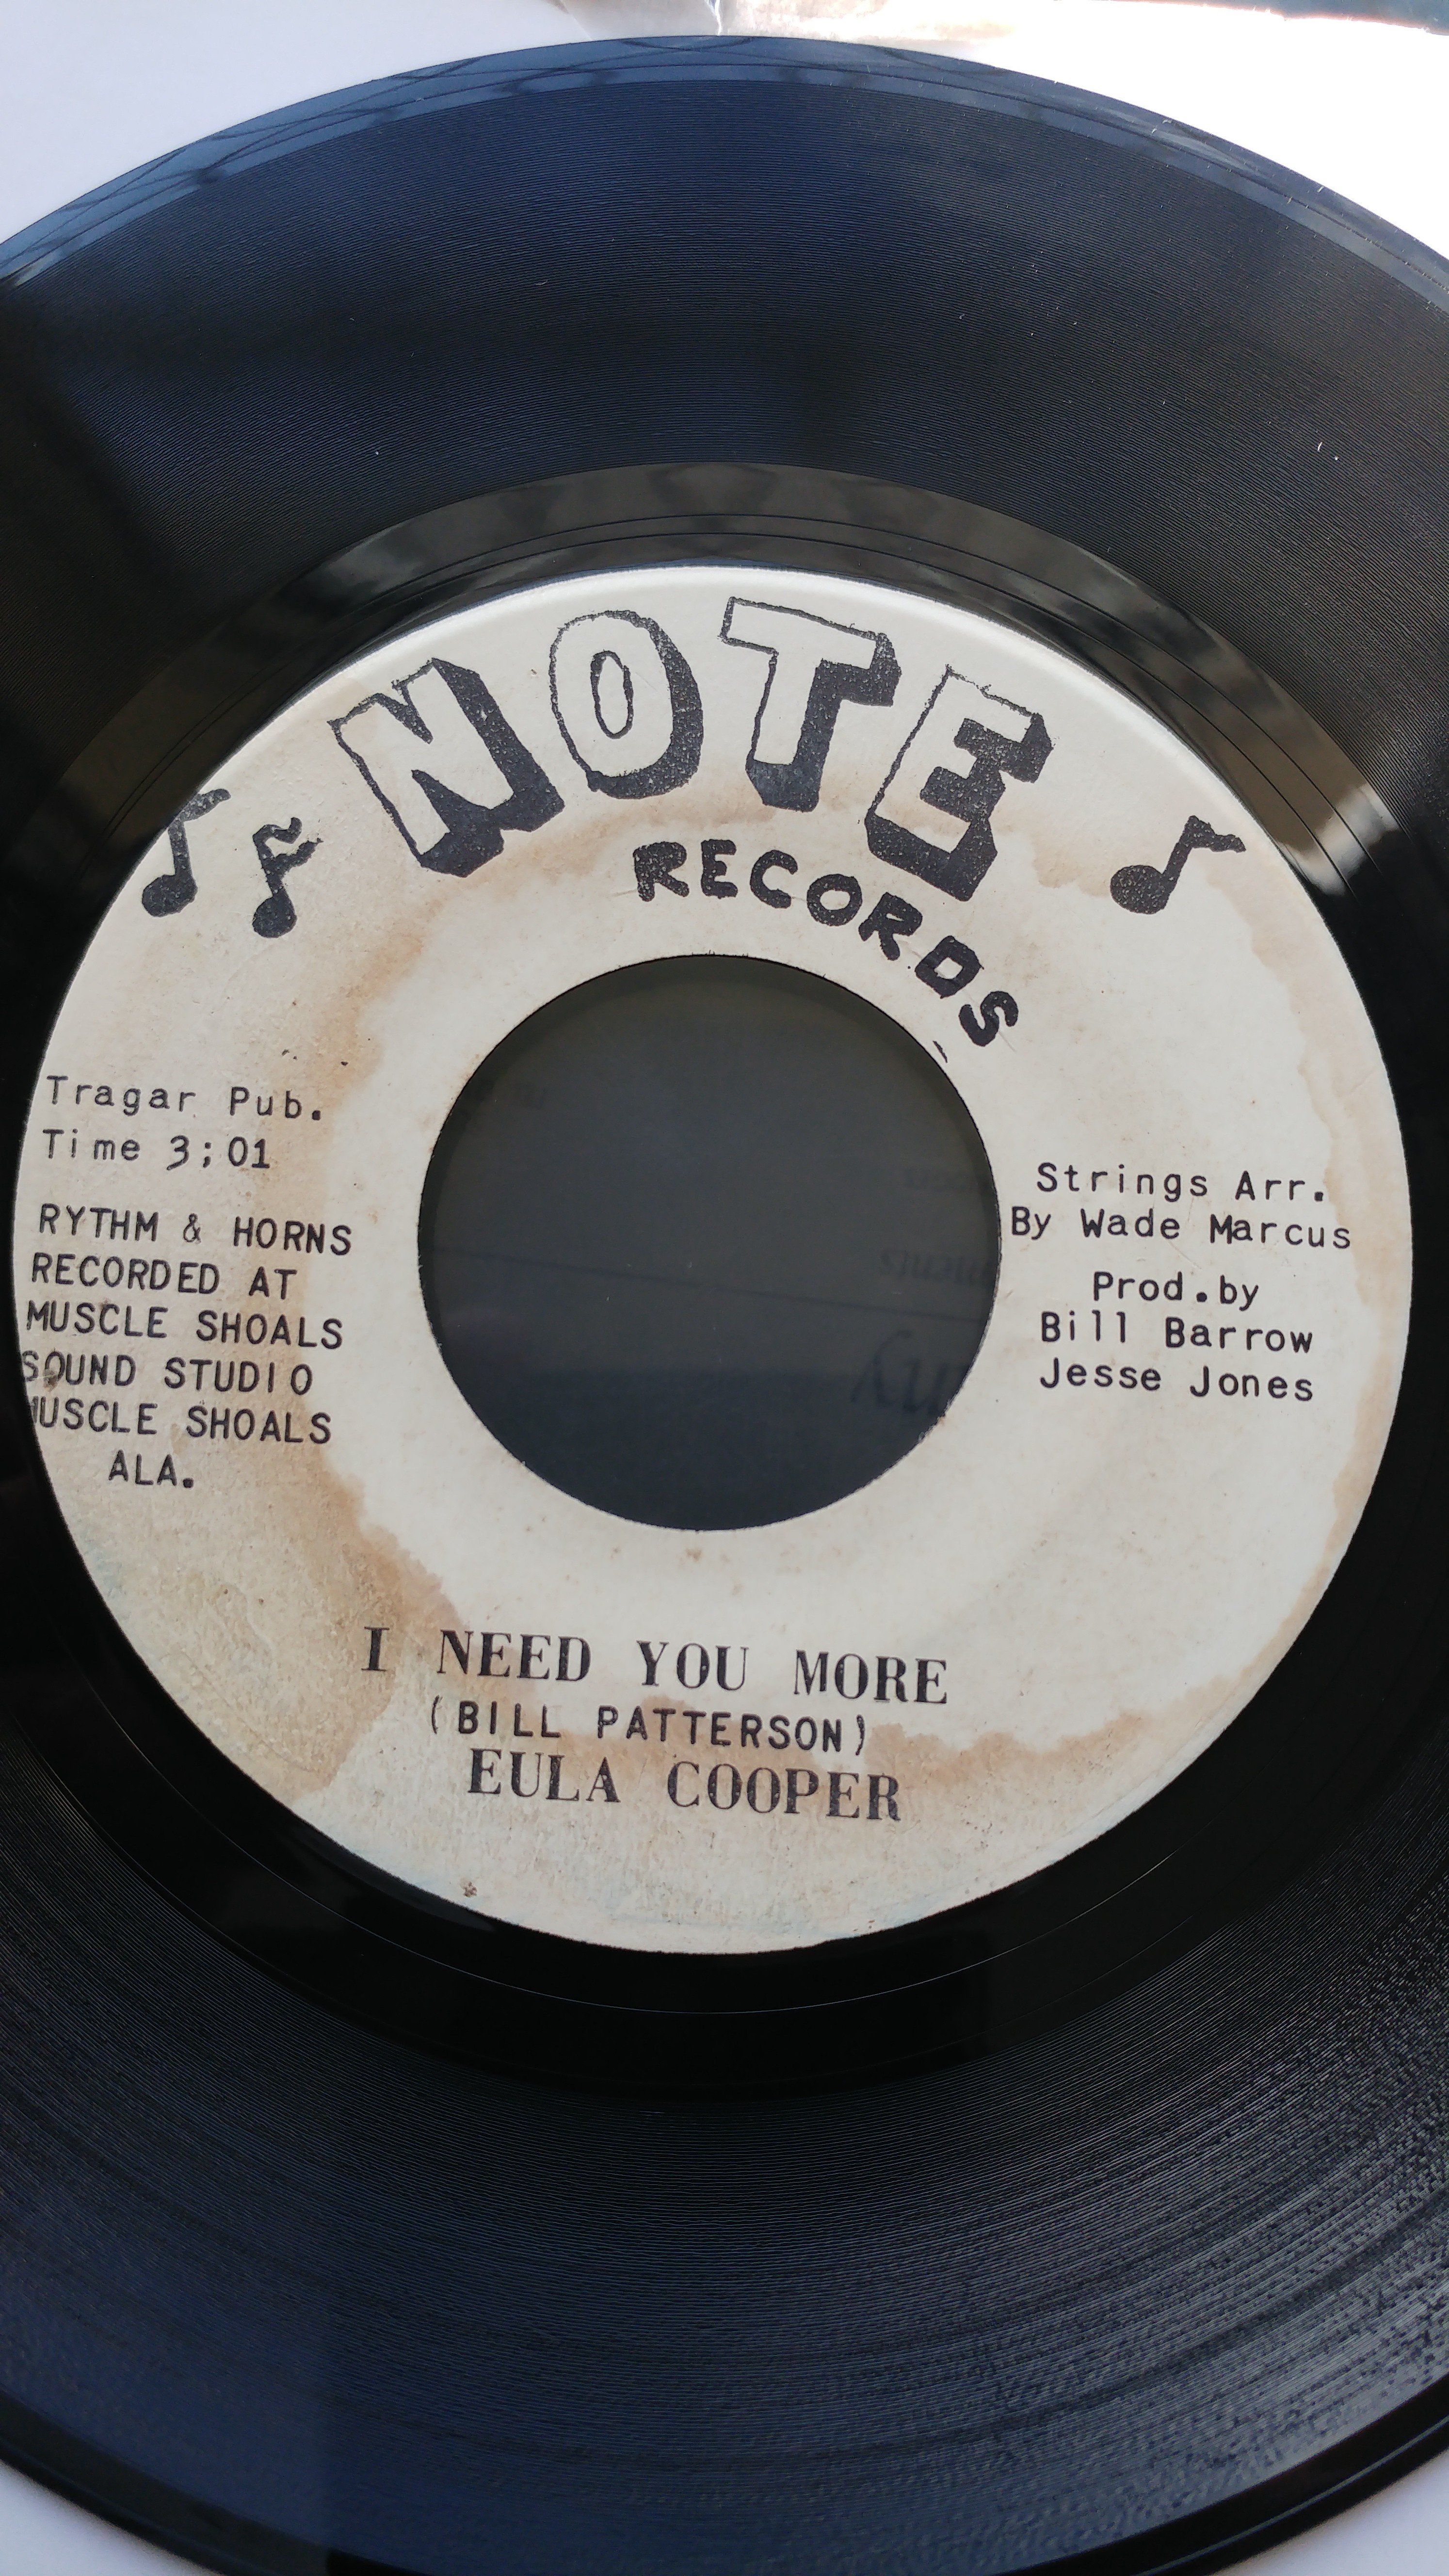 NOTE
RECORDS
Tragar Pub.
Time 3;01
RYTHM & HORNS
RECORDED AT
MUSCLE SHOALS
SOUND STUDIO
MUSCLE SHOALS
ALA.
Strings Arr.
By Wade Marcus
Prod.by
Bill Barrow
Jesse Jones
I NEED YOU MORE
(BILL PATTERSON)
EULA COOPER